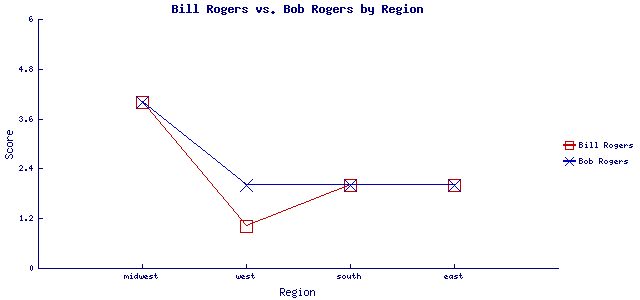 Bill Rogers vs. Bob Rogers by Region
6
4.8
3.6
2.4
1.2
0
Score
midwest west south east
Region
Bill Rogers
Bob Rogers